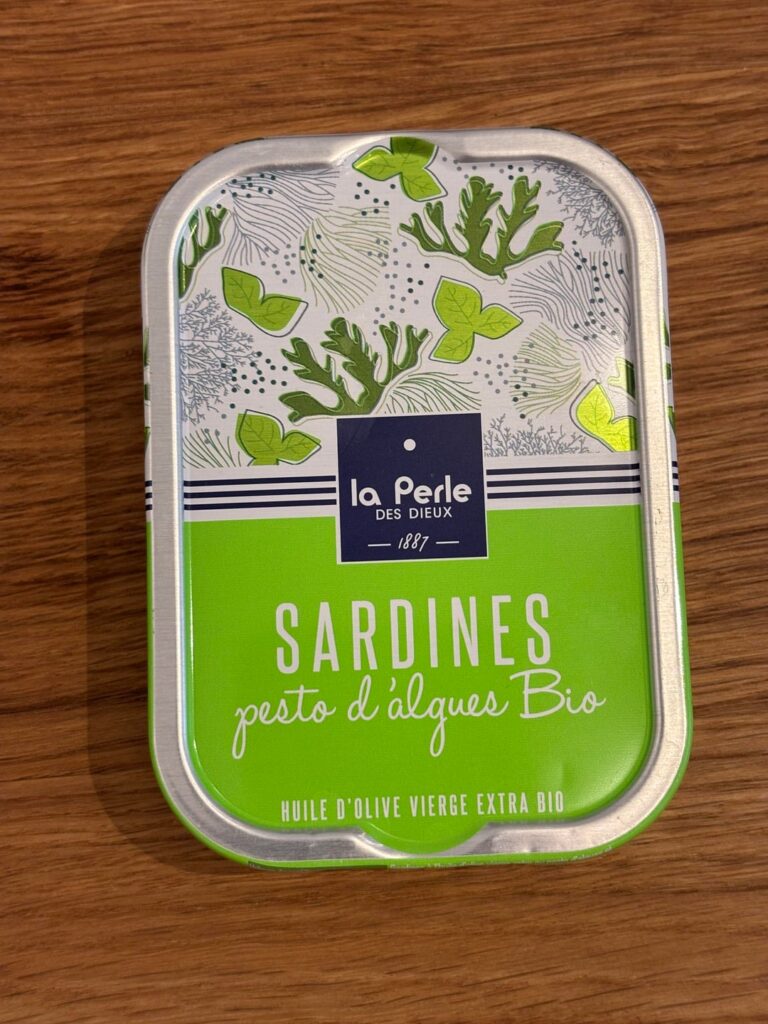 la Perle
DES DIEUX
1887
SARDINES
pesto d'algues Bio
HUILE D'OLIVE VIERGE EXTRA BIO